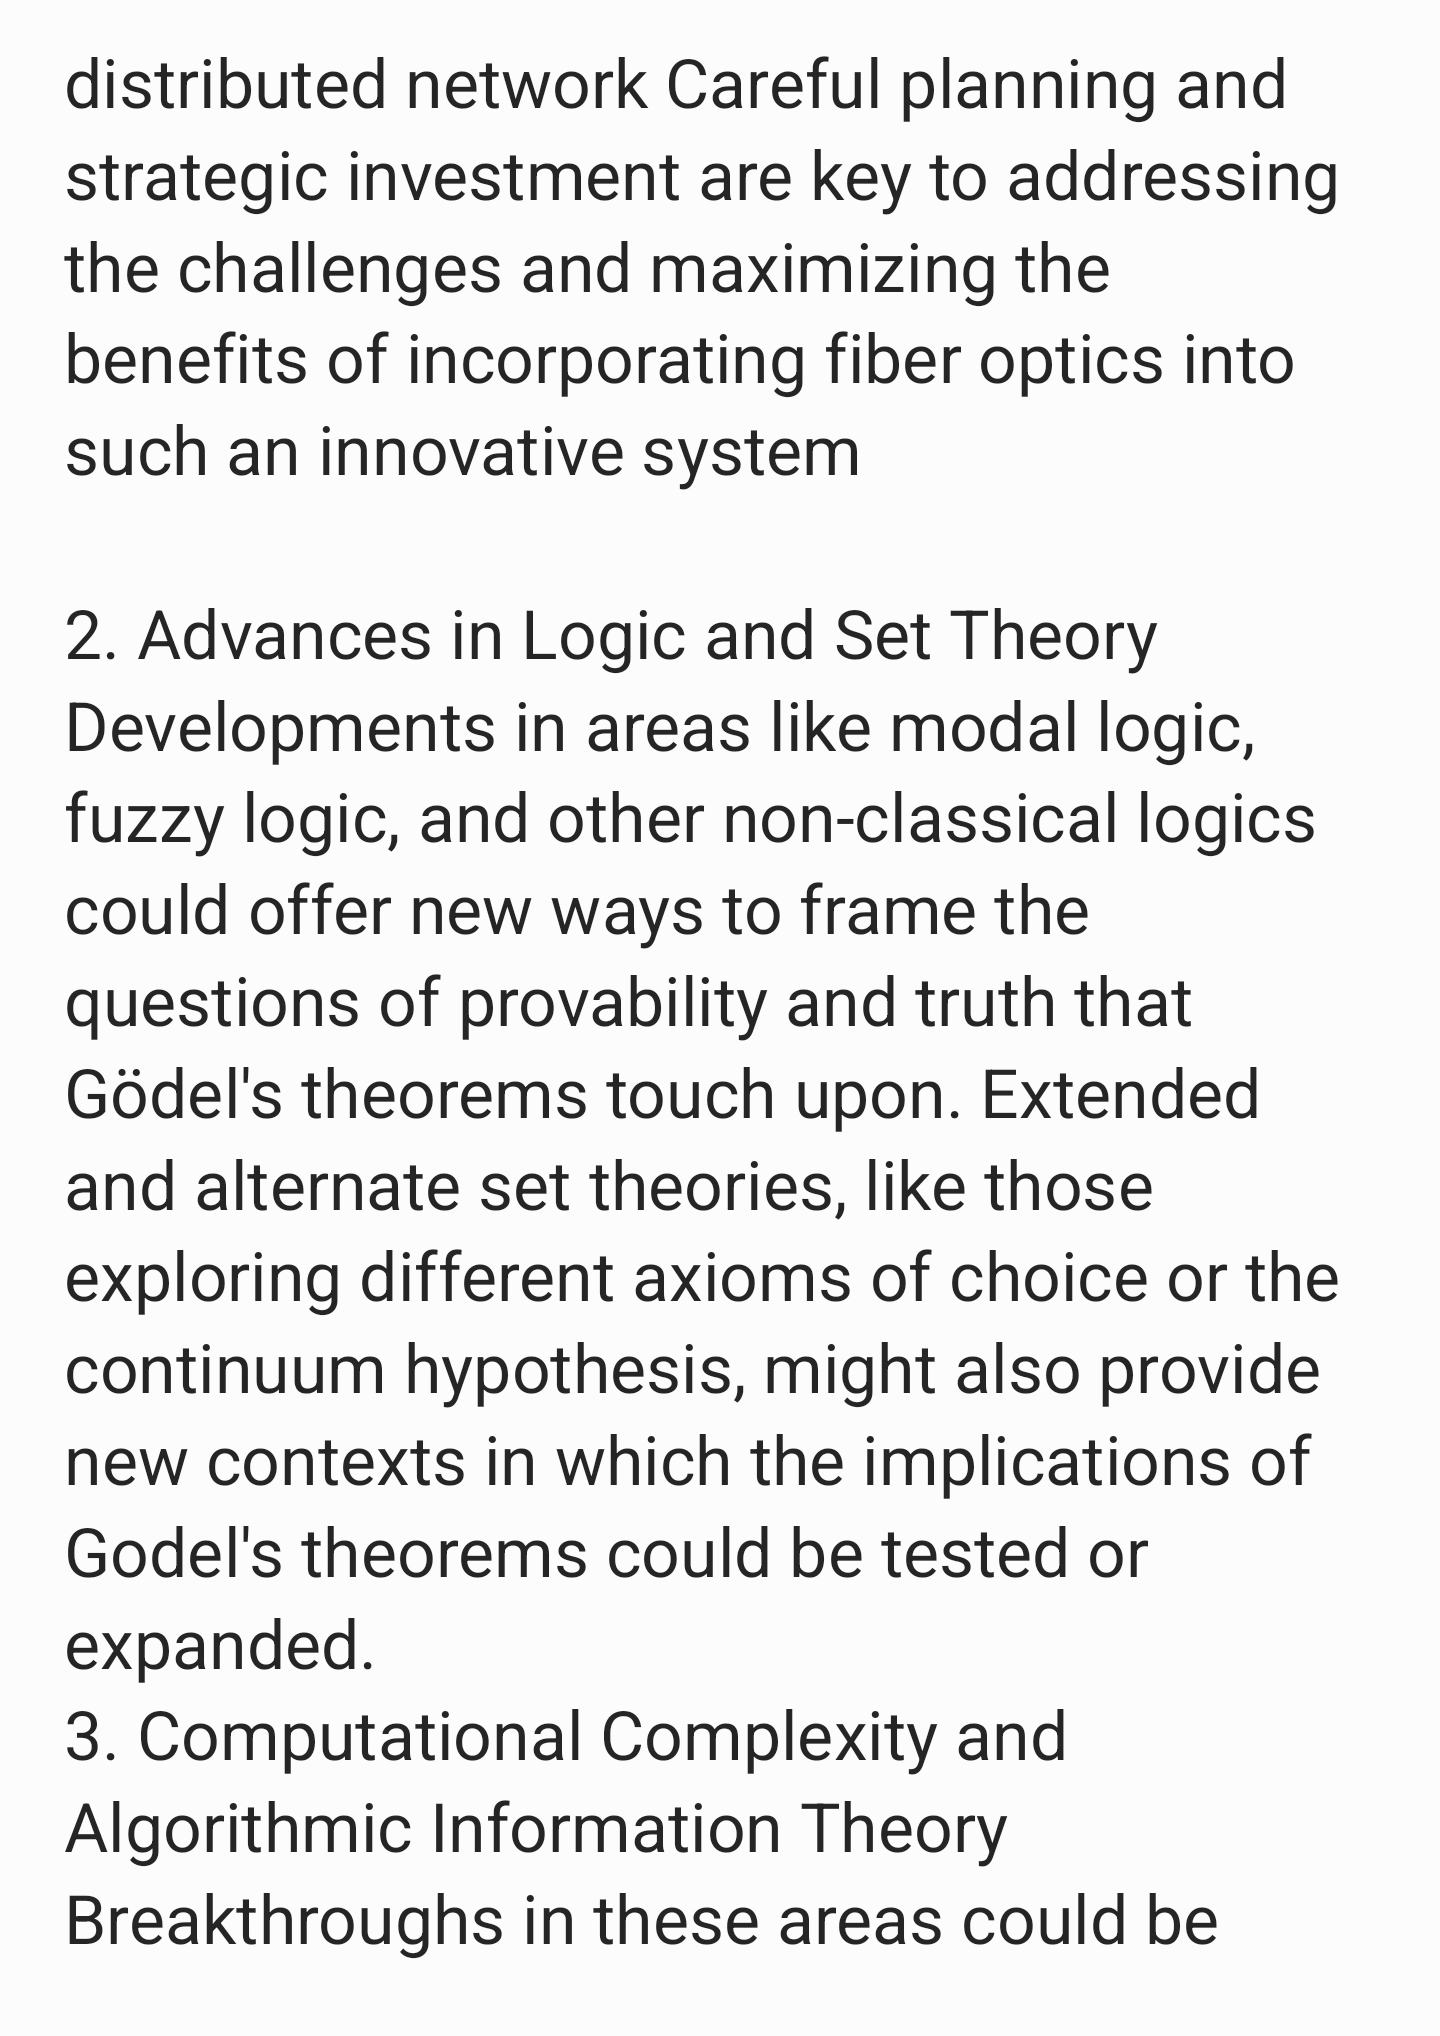 distributed network Careful planning and
strategic investment are key to addressing
the challenges and maximizing the
benefits of incorporating fiber optics into
such an innovative system
2. Advances in Logic and Set Theory
Developments in areas like modal logic,
fuzzy logic, and other non-classical logics
could offer new ways to frame the
questions of provability and truth that
Gödel's theorems touch upon. Extended
and alternate set theories, like those
exploring different axioms of choice or the
continuum hypothesis, might also provide
new contexts in which the implications of
Godel's theorems could be tested or
expanded.
3. Computational Complexity and
Algorithmic Information Theory
Breakthroughs in these areas could be